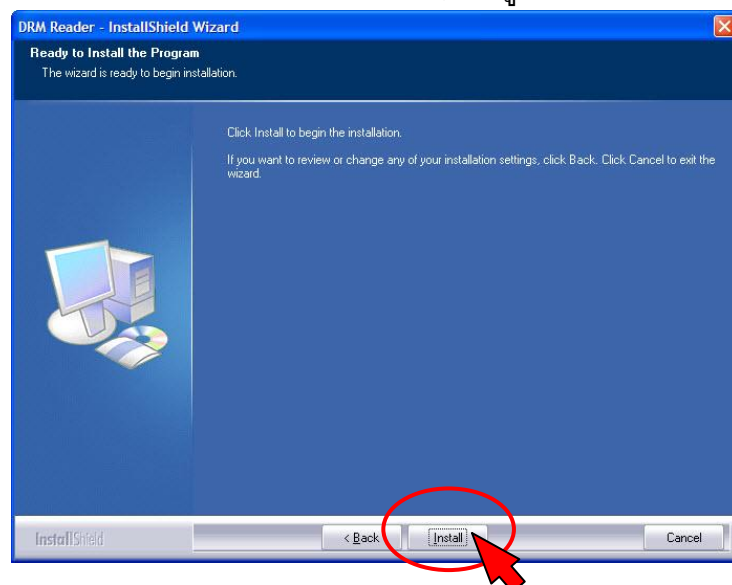 DRM Reader - InstallShield Wizard
Ready to Install the Program
The wizard is ready to begin installation.
Click Install to begin the installation.
If you want to review or change any of your installation settings, click Back. Click Cancel to exit the
wizard.
InstallShield
< Back
Install
Cancel